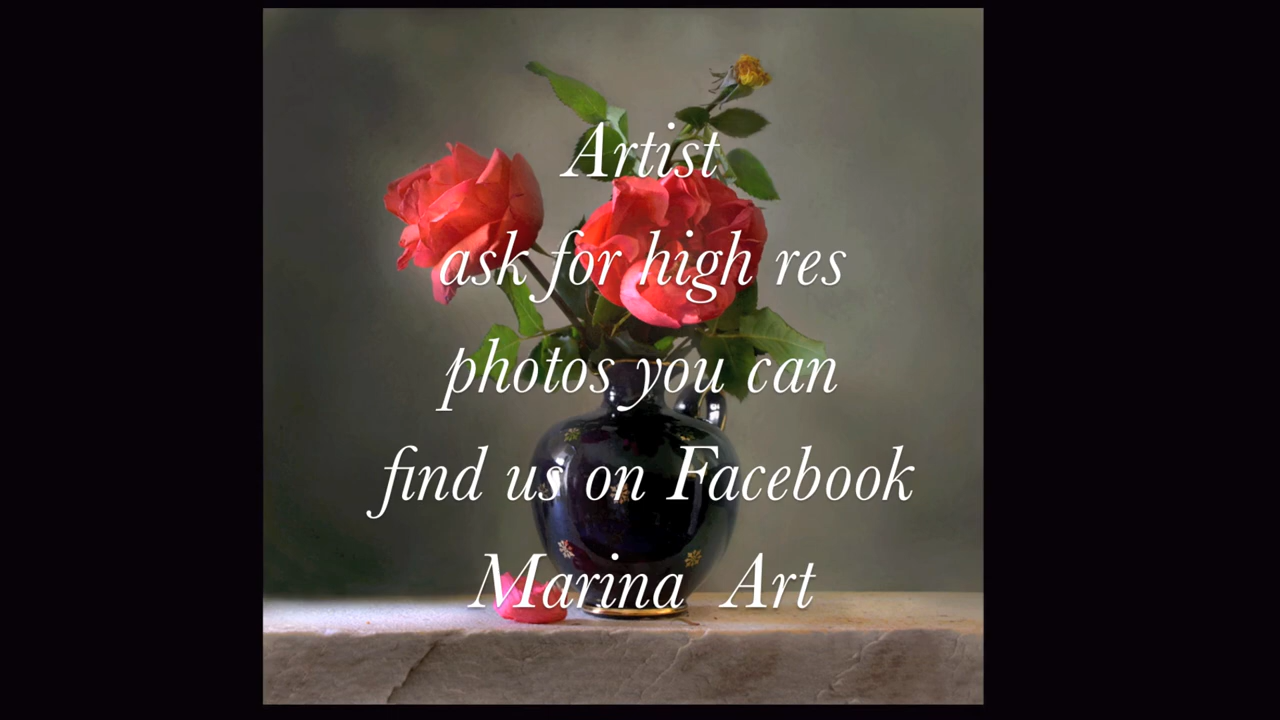 Artist
ask for high res
photos you can
find us on Facebook
Marina Art